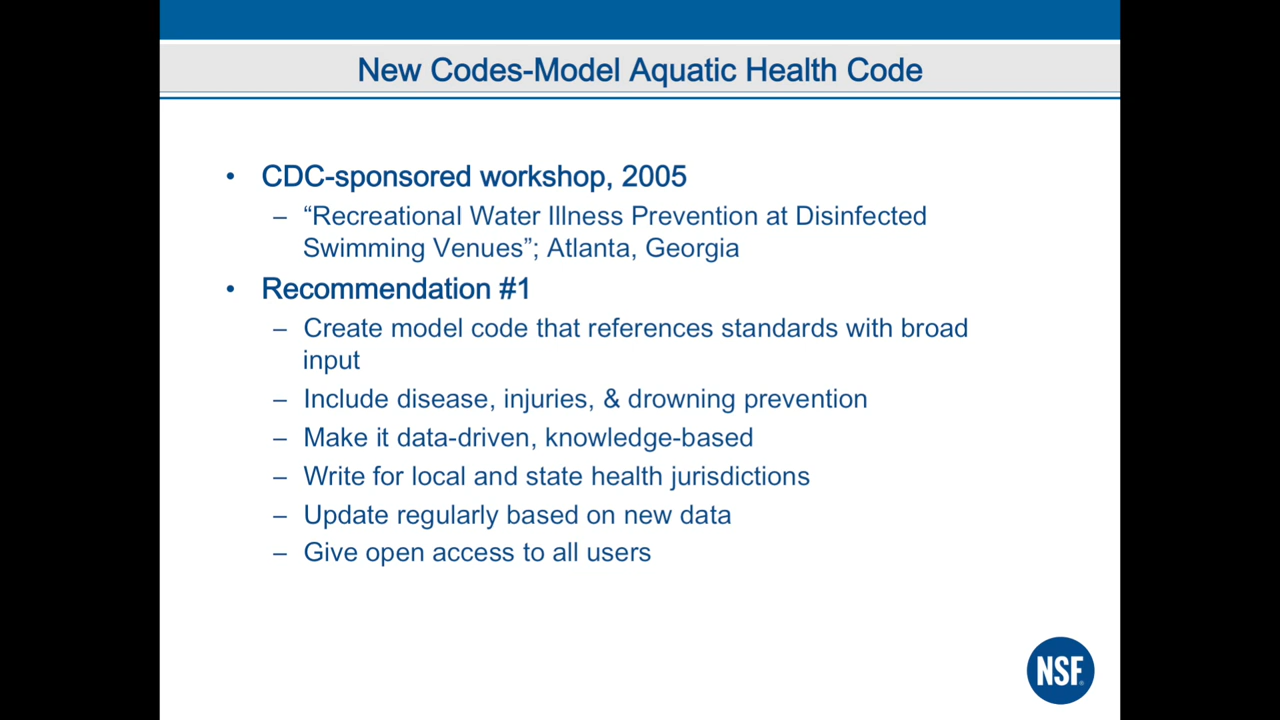 New Codes-Model Aquatic Health Code
• CDC-sponsored workshop, 2005
– “Recreational Water Illness Prevention at Disinfected
Swimming Venues”; Atlanta, Georgia
• Recommendation #1
– Create model code that references standards with broad
input
– Include disease, injuries, & drowning prevention
– Make it data-driven, knowledge-based
– Write for local and state health jurisdictions
– Update regularly based on new data
– Give open access to all users
NSF®